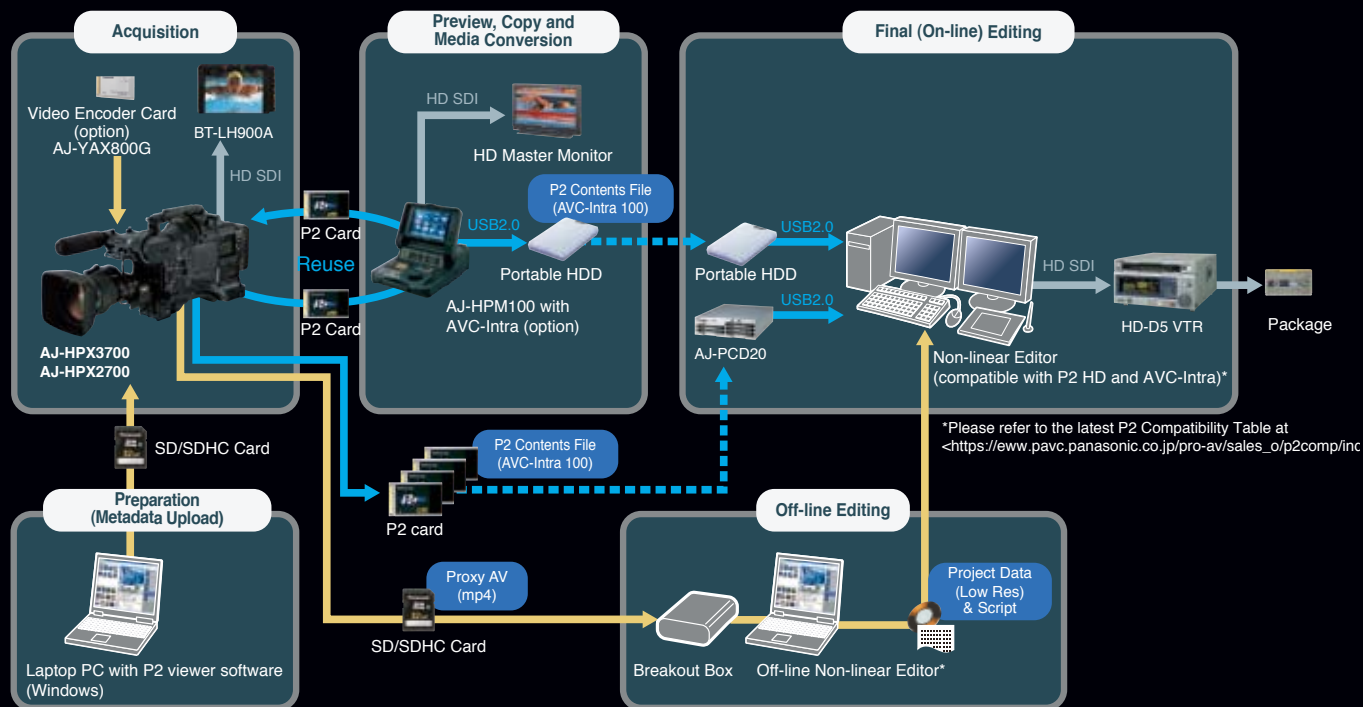 Acquisition
Video Encoder Card
(option)
AJ-YAX800G
BT-LH900A
HD SDI
AJ-HPX3700
AJ-HPX2700
P2 Card
Reuse
P2 Card
SD/SDHC Card
Preparation
(Metadata Upload)
Laptop PC with P2 viewer software
(Windows)
Preview, Copy and
Media Conversion
HD SDI
HD Master Monitor
P2 Contents File
(AVC-Intra 100)
USB2.0
Portable HDD
AJ-HPM100 with
AVC-Intra (option)
P2 Contents File
(AVC-Intra 100)
P2 card
Proxy AV
(mp4)
SD/SDHC Card
Final (On-line) Editing
USB2.0
Portable HDD
USB2.0
AJ-PCD20
Non-linear Editor
(compatible with P2 HD and AVC-Intra)*
HD SDI
HD-D5 VTR
Package
*Please refer to the latest P2 Compatibility Table at
<https://eww.pavc.panasonic.co.jp/pro-av/sales_o/p2comp/inc
Off-line Editing
Project Data
(Low Res)
& Script
Breakout Box
Off-line Non-linear Editor*